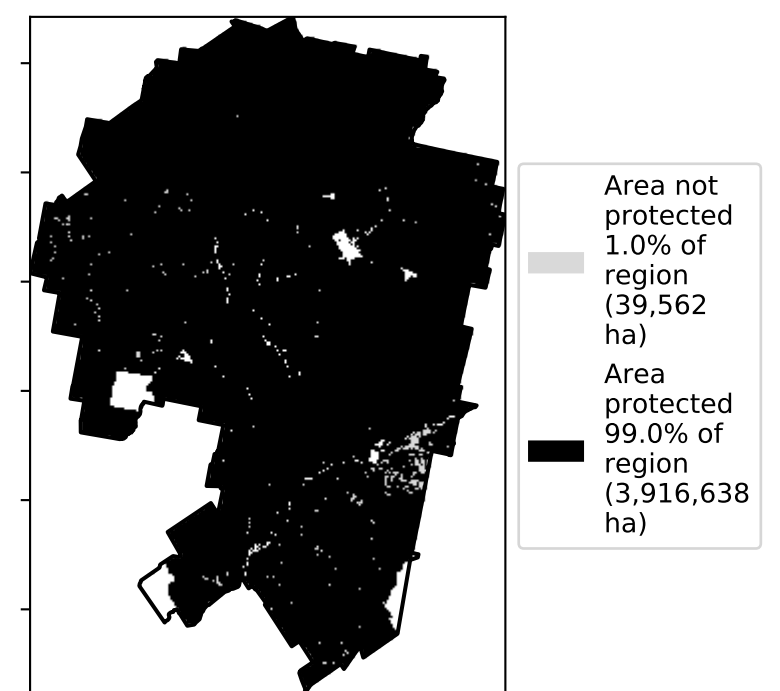 Area not
protected
1.0% of
region
(39,562
ha)
Area
protected
99.0% of
region
(3,916,638
ha)